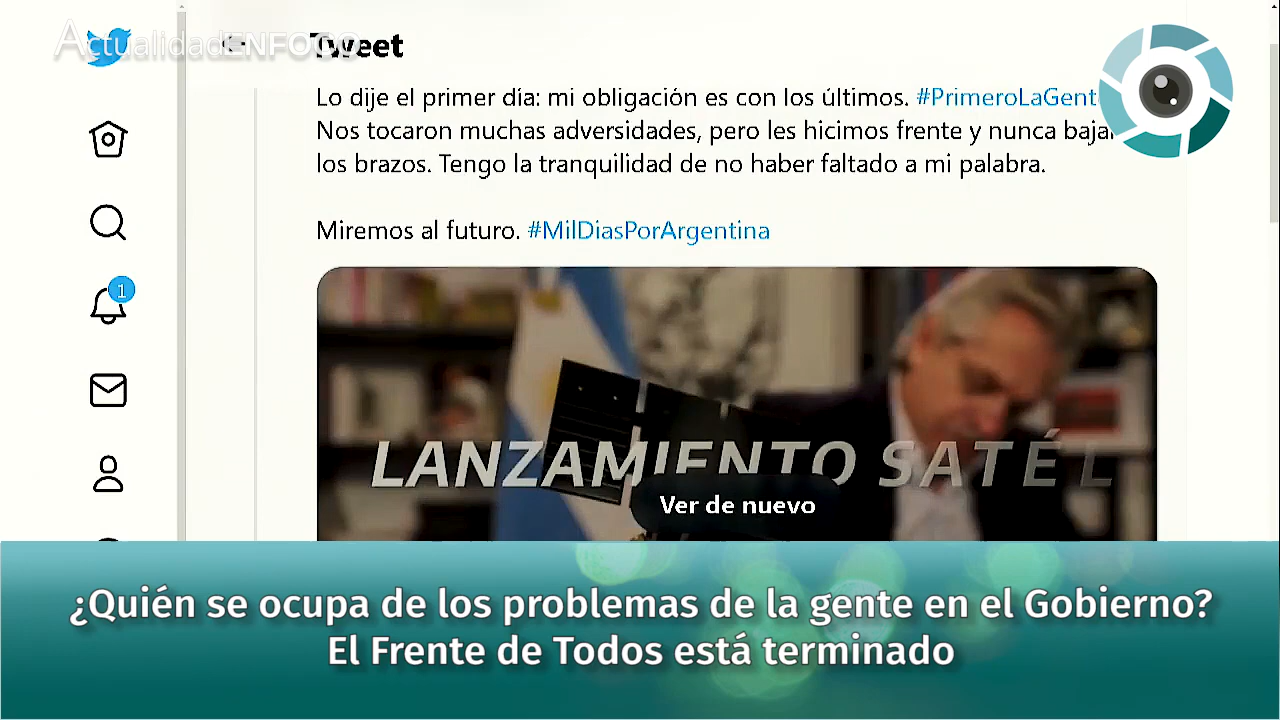 ActualidadENFOCO
Tweet
Lo dije el primer día: mi obligación es con los últimos. #PrimeroLaGent
Nos tocaron muchas adversidades, pero les hicimos frente y nunca bajar
los brazos. Tengo la tranquilidad de no haber faltado a mi palabra.
Miremos al futuro. #MilDiasPorArgentina
1
LANZAMIENTO SATÉL
Ver de nuevo
¿Quién se ocupa de los problemas de la gente en el Gobierno?
El Frente de Todos está terminado